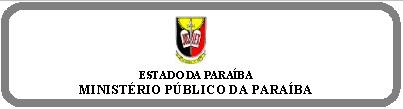 ESTADO DA PARAÍBA
MINISTÉRIO PÚBLICO DA PARAÍBA